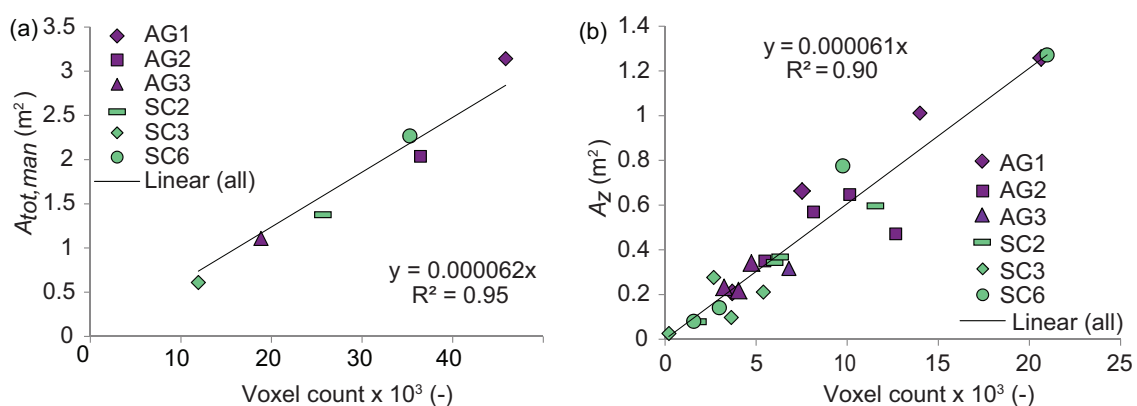 (a)
3.5
3
2.5
2
1.5
1
0.5
0
Atot,man (m²)
AG1
AG2
AG3
SC2
SC3
SC6
Linear (all)
y = 0.000062x
R² = 0.95
0 10 20 30 40
Voxel count x 10³ (-)
(b)
1.4
1.2
1
0.8
0.6
0.4
0.2
0
Az (m²)
y = 0.000061x
R² = 0.90
AG1
AG2
AG3
SC2
SC3
SC6
Linear (all)
0 5 10 15 20 25
Voxel count x 10³ (-)